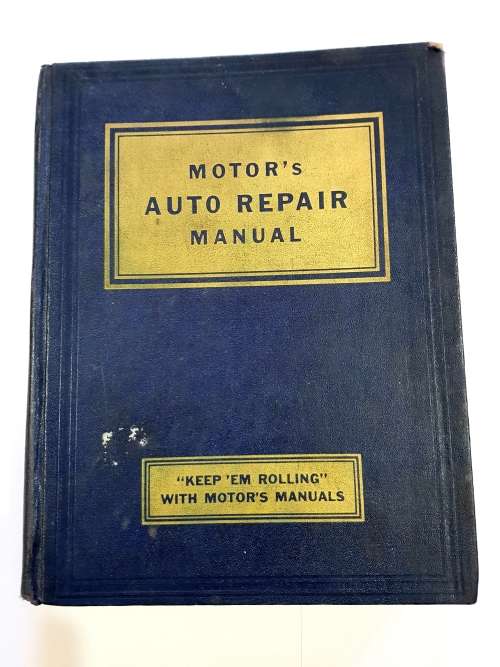 MOTOR's
AUTO REPAIR
MANUAL
"KEEP 'EM ROLLING"
WITH MOTOR'S MANUALS